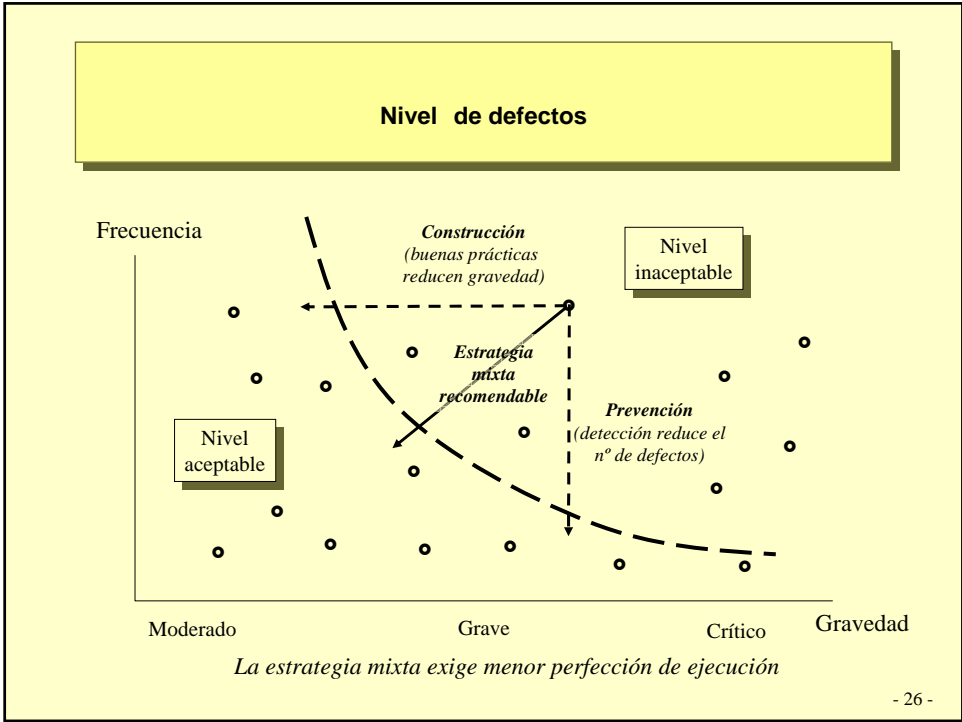 Nivel de defectos
Frecuencia
Construcción
(buenas prácticas
reducen gravedad)
Nivel
inaceptable
Estrategia
mixta
recomendable
Prevención
(detección reduce el
nº de defectos)
Nivel
aceptable
Moderado
Grave
Crítico
Gravedad
La estrategia mixta exige menor perfección de ejecución
- 26 -